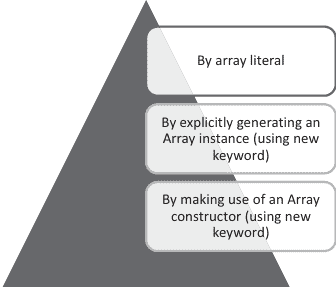 By array literal
By explicitly generating an
Array instance (using new
keyword)
By making use of an Array
constructor (using new
keyword)